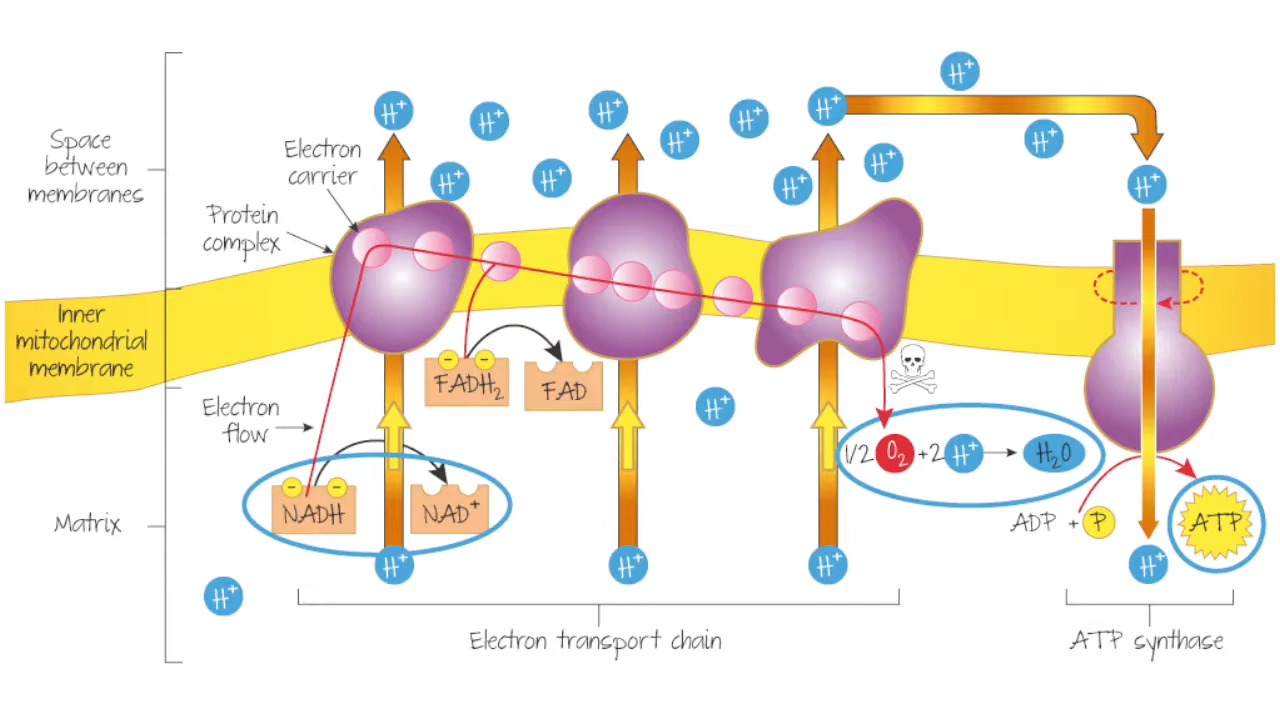 H⁺
H⁺
H⁺
H⁺
H⁺
H⁺
H⁺
H⁺
H⁺
H⁺
H⁺
H⁺
H⁺
Space
between
membranes
Electron
carrier
Protein
complex
Inner
mitochondrial
membrane
FADH₂
FAD
Electron
flow
H⁺
1/2 O₂ +2 H⁺ H₂O
NADH
NAD⁺
Matrix
ADP + P
ATP
H⁺
H⁺
H⁺
H⁺
H⁺
Electron transport chain
ATP synthase